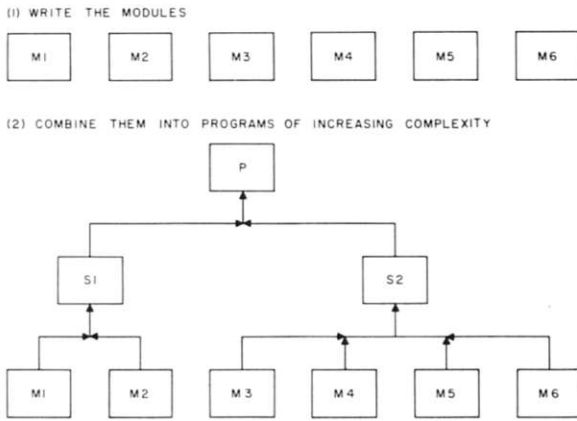 (1) WRITE THE MODULES
M1 M2 M3 M4 M5 M6
(2) COMBINE THEM INTO PROGRAMS OF INCREASING COMPLEXITY
P
S1 S2
M1 M2 M3 M4 M5 M6